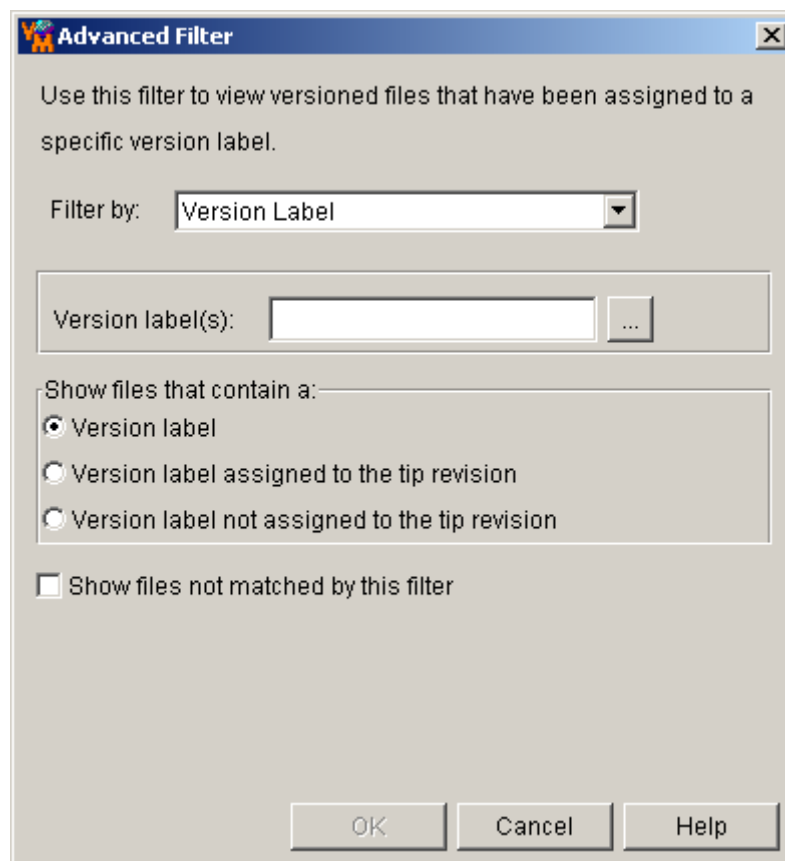 Advanced Filter
Use this filter to view versioned files that have been assigned to a
specific version label.
Filter by: Version Label
Version label(s): ...
Show files that contain a:
Version label
Version label assigned to the tip revision
Version label not assigned to the tip revision
Show files not matched by this filter
OK Cancel Help